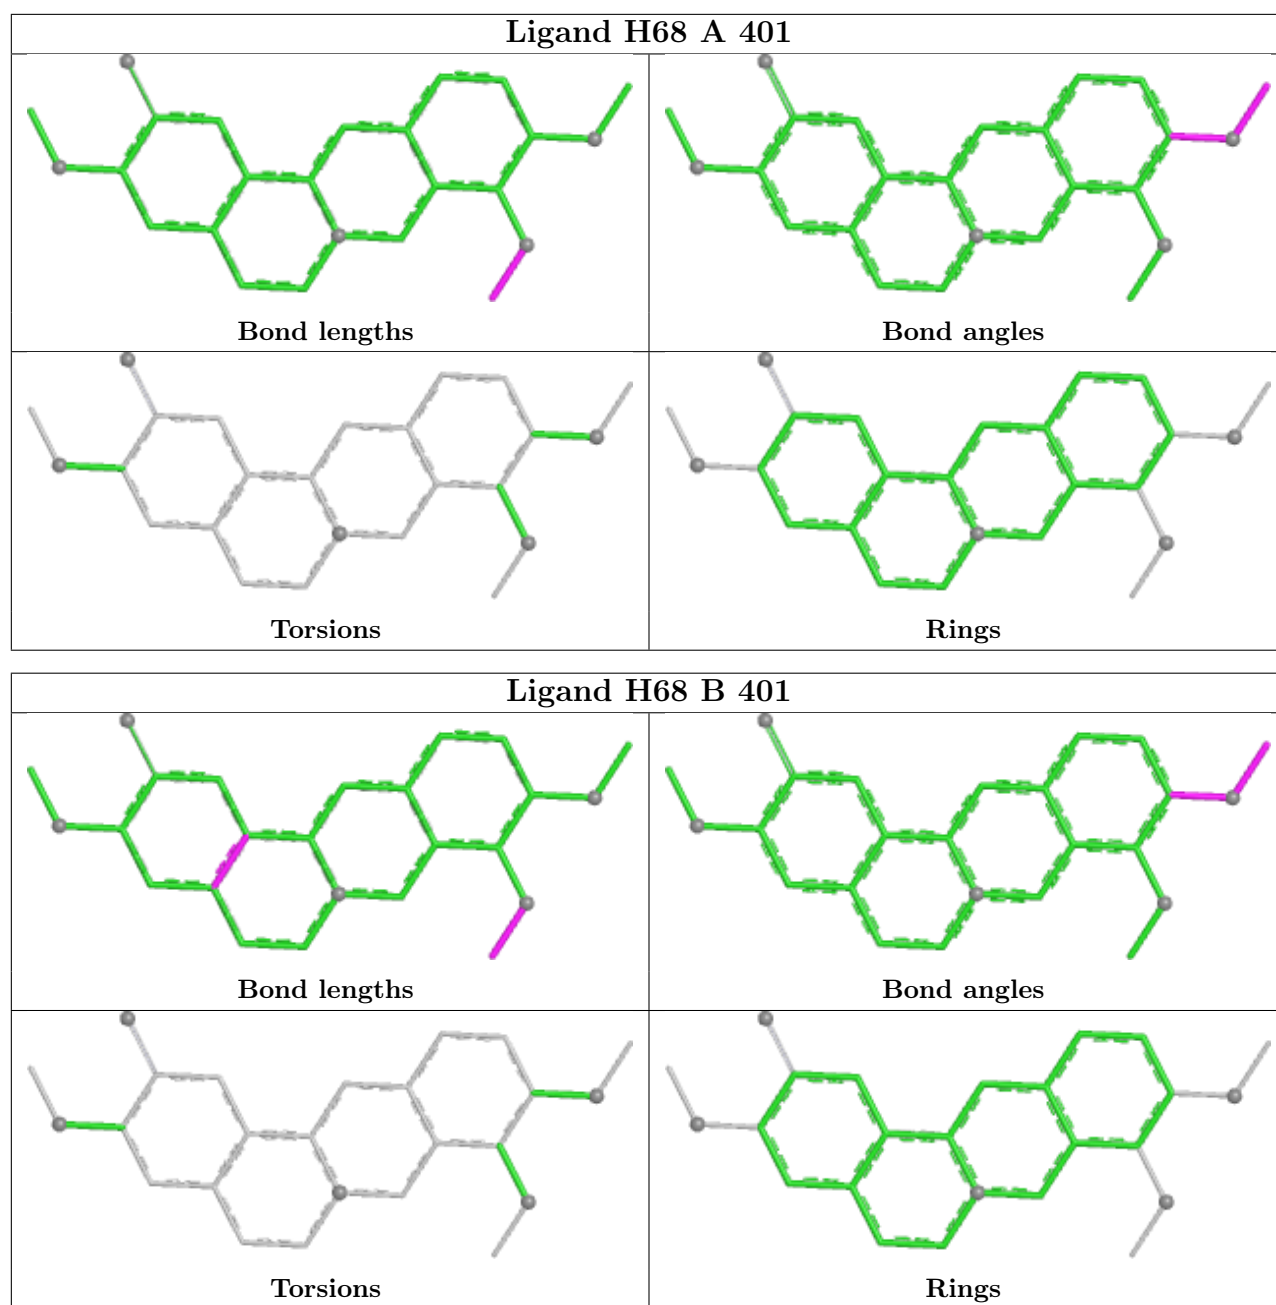 Ligand H68 A 401
Bond lengths
Bond angles
Torsions
Rings
Ligand H68 B 401
Bond lengths
Bond angles
Torsions
Rings